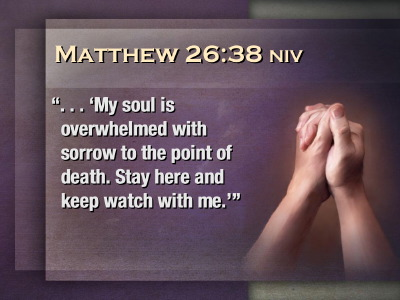 MATTHEW 26:38 NIV
“. . . ‘My soul is
overwhelmed with
sorrow to the point of
death. Stay here and
keep watch with me.’”